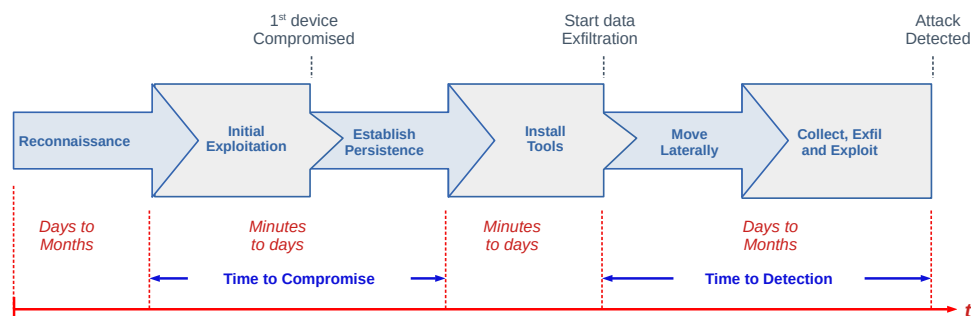 1st device
Compromised
Start data
Exfiltration
Attack
Detected
Reconnaissance
Initial
Exploitation
Establish
Persistence
Install
Tools
Move
Laterally
Collect, Exfil
and Exploit
Days to
Months
Minutes
to days
Minutes
to days
Days to
Months
Time to Compromise
Time to Detection
t